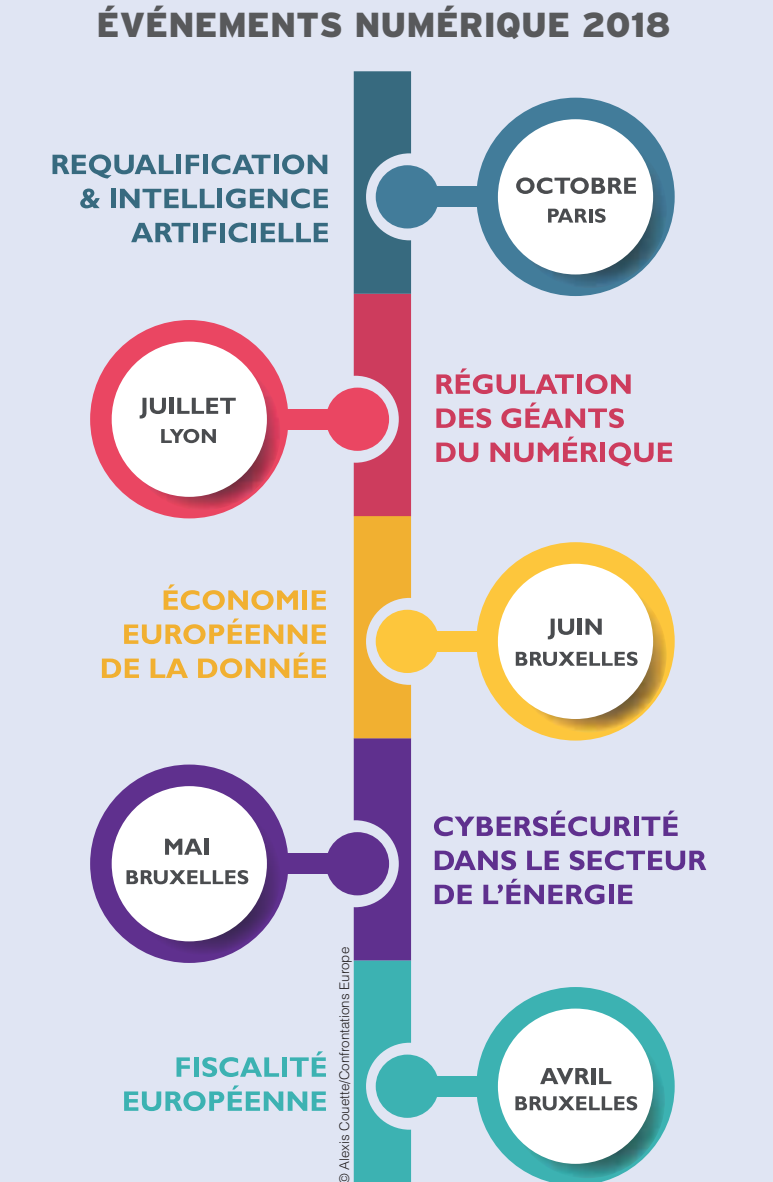 ÉVÉNEMENTS NUMÉRIQUE 2018
REQUALIFICATION
& INTELLIGENCE
ARTIFICIELLE
OCTOBRE
PARIS
JUILLET
LYON
RÉGULATION
DES GÉANTS
DU NUMÉRIQUE
ÉCONOMIE
EUROPÉENNE
DE LA DONNÉE
JUIN
BRUXELLES
MAI
BRUXELLES
CYBERSÉCURITÉ
DANS LE SECTEUR
DE L’ÉNERGIE
FISCALITÉ
EUROPÉENNE
AVRIL
BRUXELLES
© Alexis Couette/Confrontations Europe